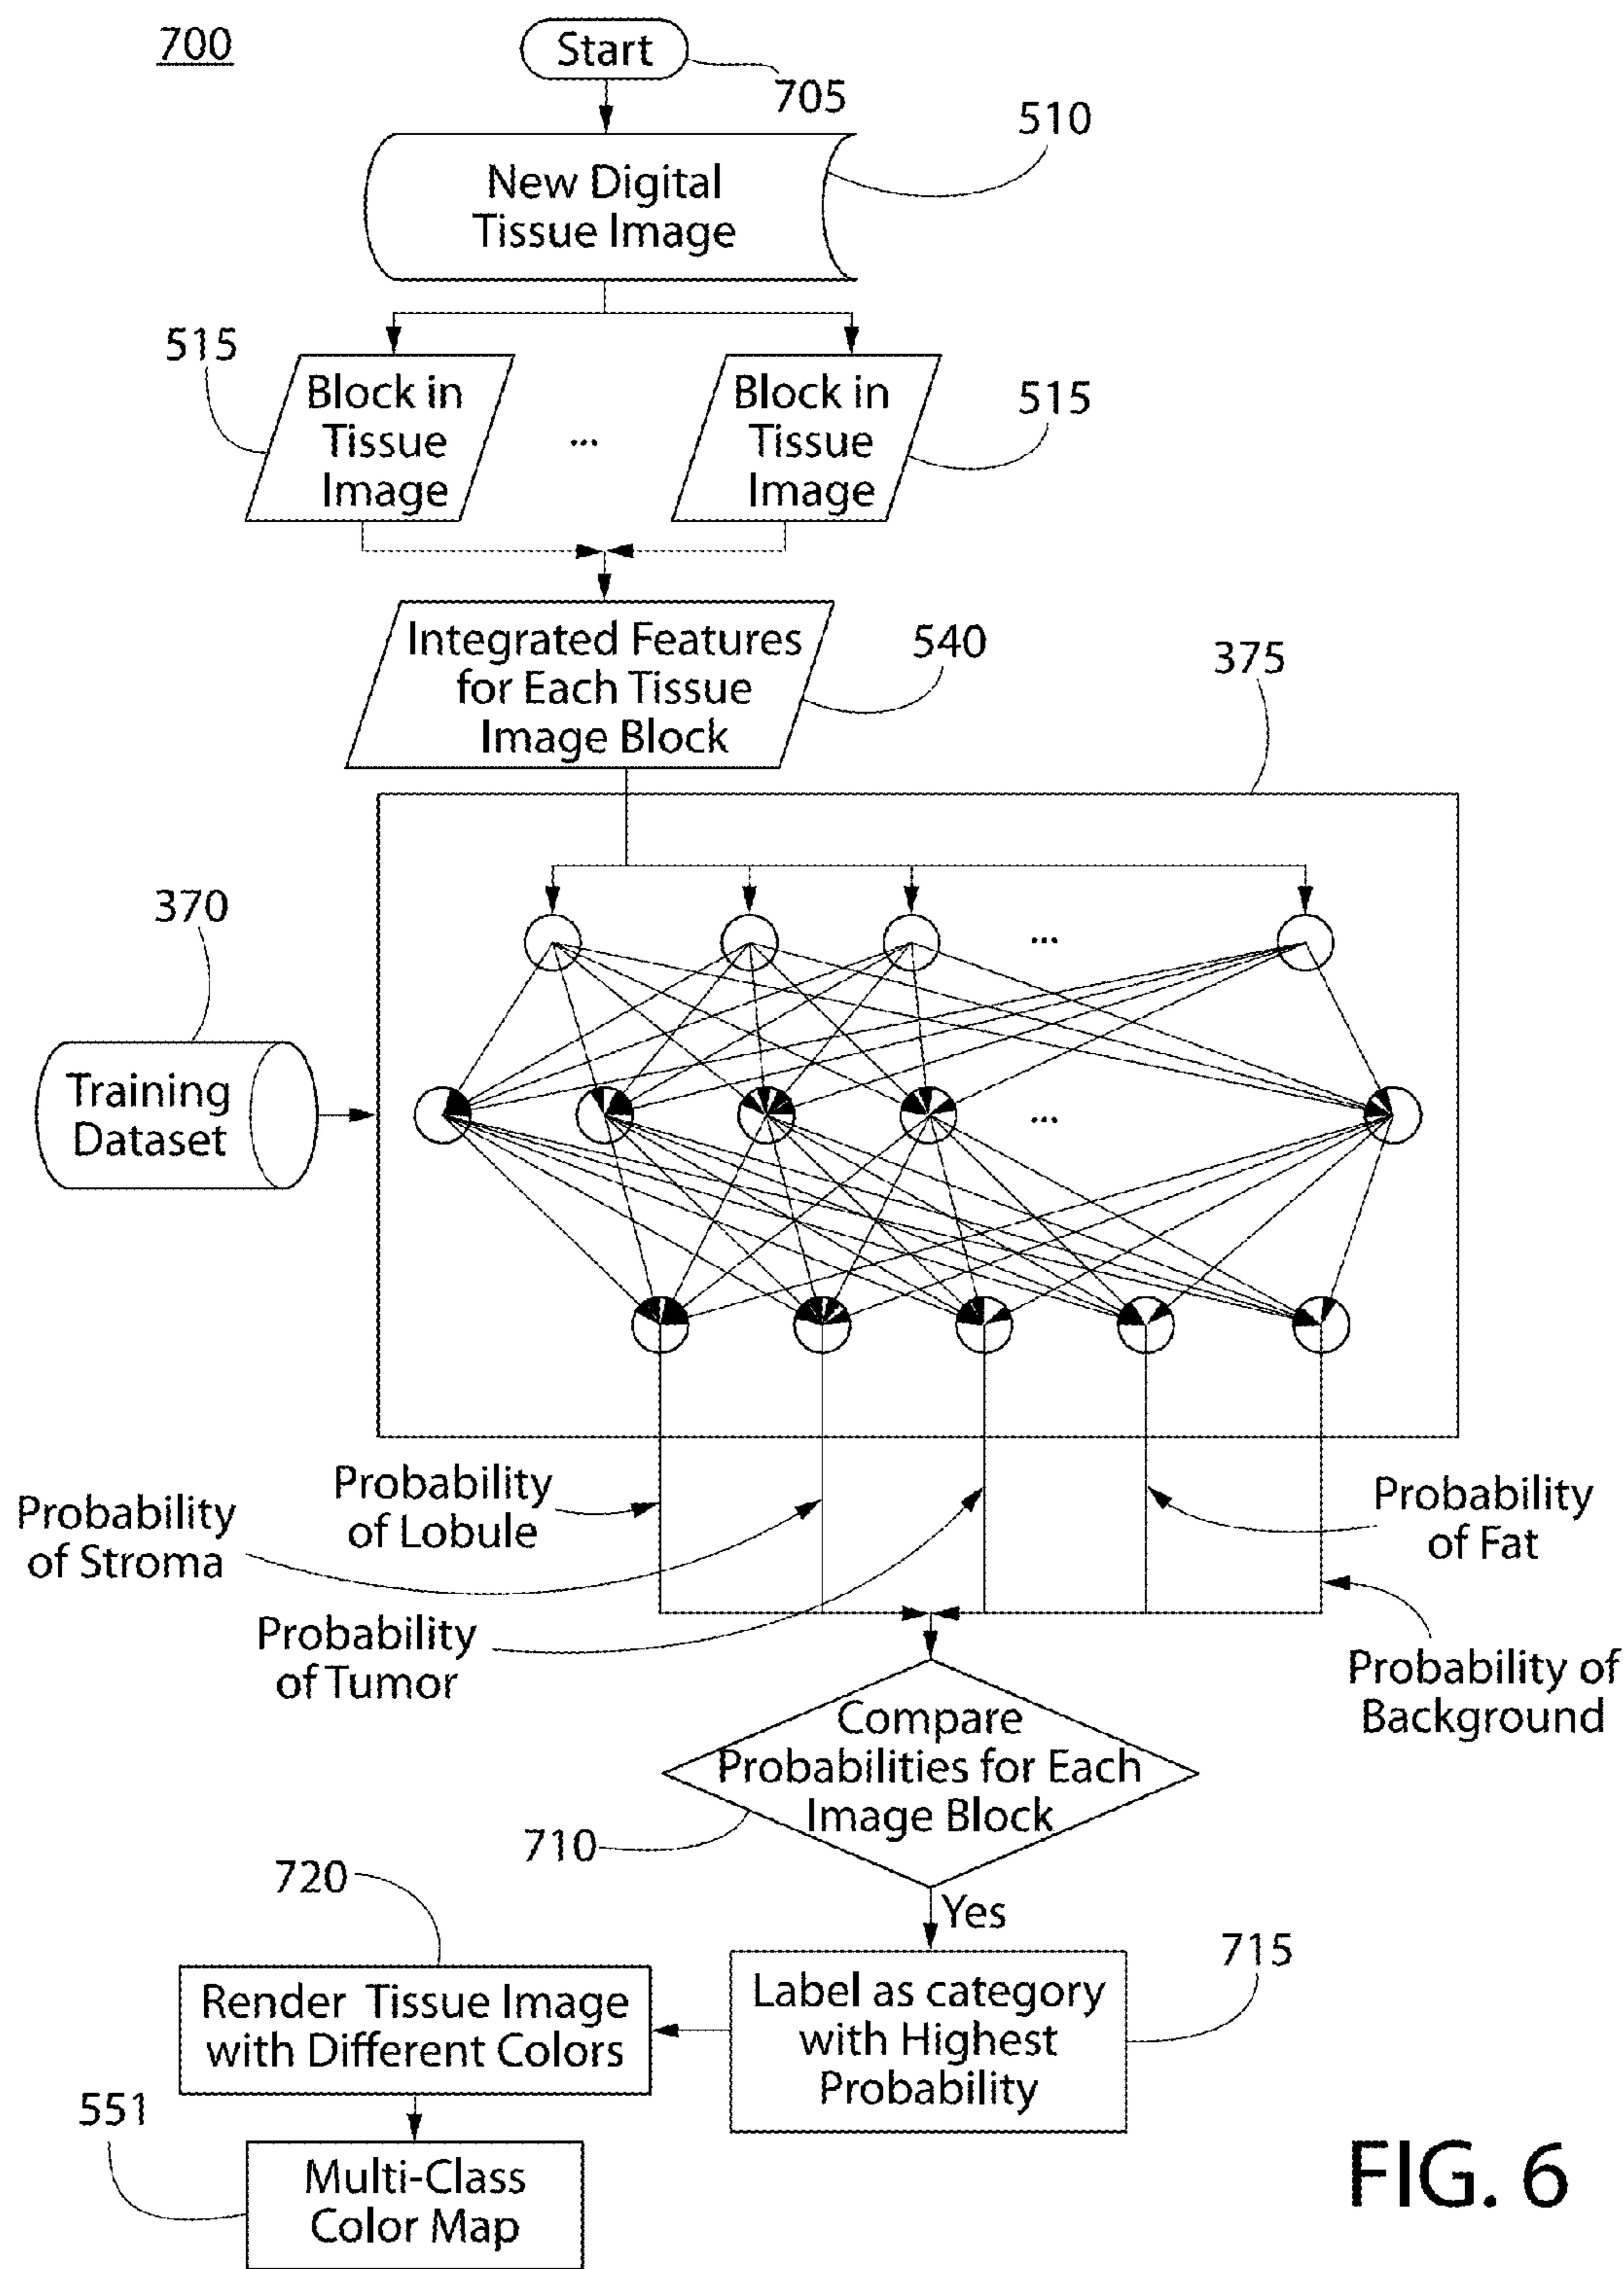 700
Start
705
510
New Digital
Tissue Image
515
Block in
Tissue
Image
...
Block in
Tissue
Image
515
Integrated Features
for Each Tissue
Image Block
540
375
370
...
Training
Dataset
...
Probability
of Lobule
Probability
of Stroma
Probability
of Fat
Probability
of Tumor
Probability of
Background
Compare
Probabilities for Each
Image Block
710
Yes
720
715
Label as category
with Highest
Probability
Render Tissue Image
with Different Colors
551
Multi-Class
Color Map
FIG. 6